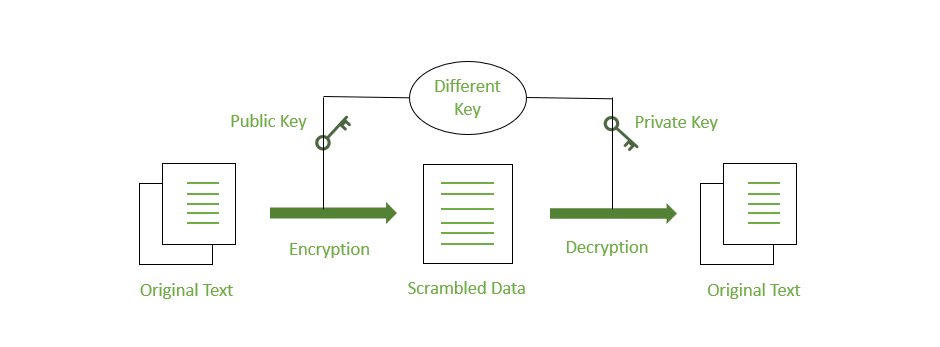 Different
Key
Public Key
Private Key
Encryption
Decryption
Original Text
Scrambled Data
Original Text